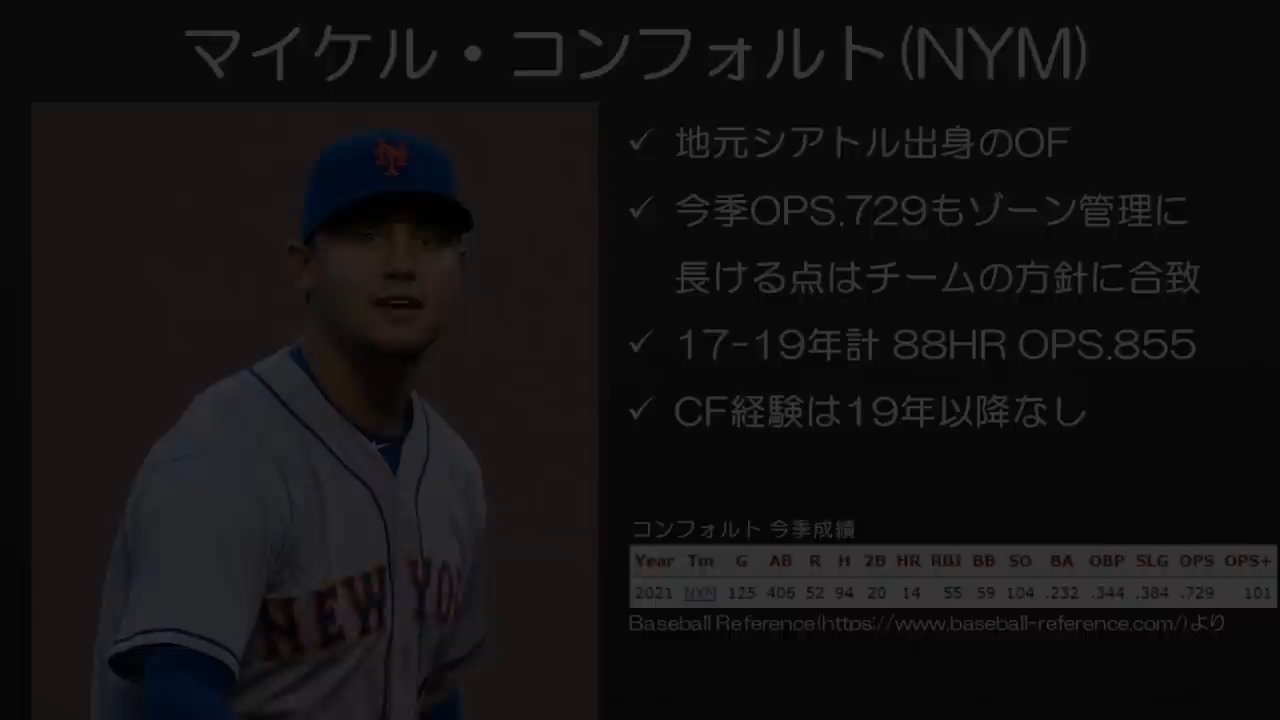 マイケル・コンフォルト(NYM)
✓ 地元シアトル出身のOF
✓ 今季OPS.729もゾーン管理に
長ける点はチームの方針に合致
✓ 17-19年計 88HR OPS.855
✓ CF経験は19年以降なし
コンフォルト 今季成績
Year Tm G AB R H 2B HR RBI BB SO BA OBP SLG OPS OPS+
2021 NYM 125 406 52 94 20 14 55 59 104 .232 .344 .384 .729 101
Baseball Reference(https://www.baseball-reference.com/)より
NY
NEW YO